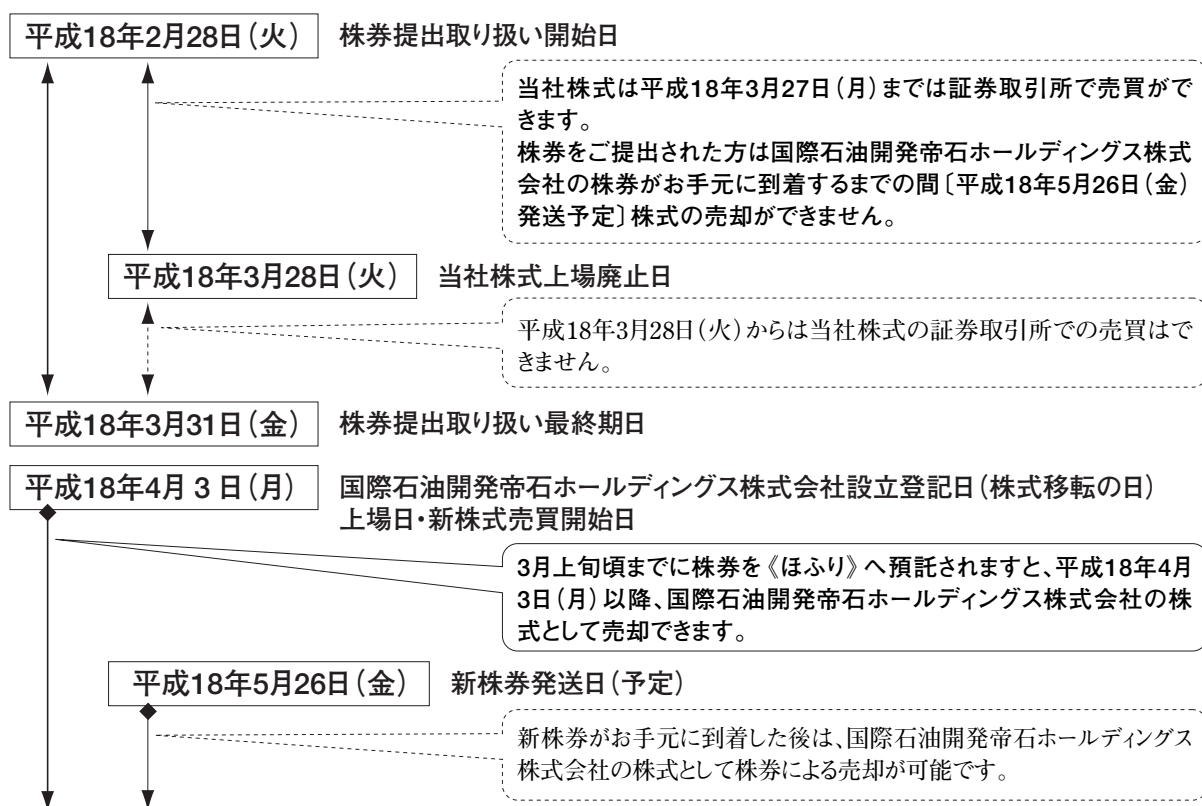 平成18年2月28日(火) 株券提出取り扱い開始日
当社株式は平成18年3月27日(月)までは証券取引所で売買がで
きます。
株券をご提出された方は国際石油開発帝石ホールディングス株式
会社の株券がお手元に到着するまでの間〔平成18年5月26日(金)
発送予定〕株式の売却ができません。
平成18年3月28日(火) 当社株式上場廃止日
平成18年3月28日(火)からは当社株式の証券取引所での売買はで
きません。
平成18年3月31日(金) 株券提出取り扱い最終期日
平成18年4月 3 日(月) 国際石油開発帝石ホールディングス株式会社設立登記日(株式移転の日)
上場日・新株式売買開始日
3月上旬頃までに株券を《ほふり》へ預託されますと、平成18年4月
3日(月)以降、国際石油開発帝石ホールディングス株式会社の株
式として売却できます。
平成18年5月26日(金) 新株券発送日(予定)
新株券がお手元に到着した後は、国際石油開発帝石ホールディングス
株式会社の株式として株券による売却が可能です。